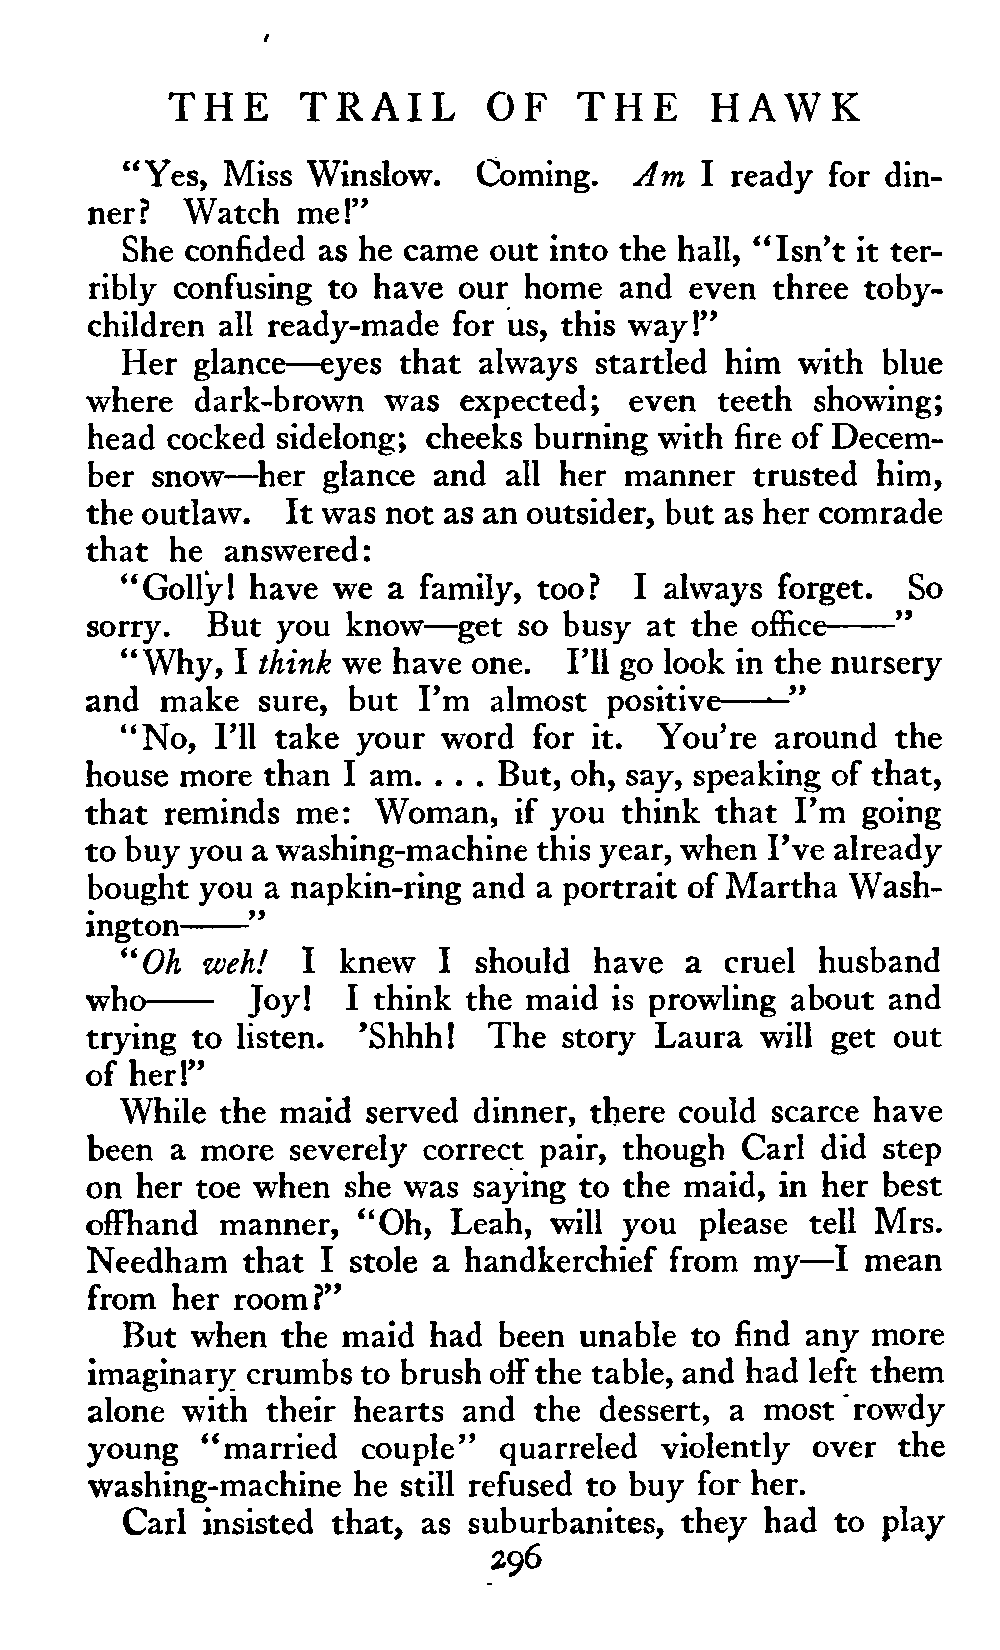 THE TRAIL OF THE HAWK
"Yes, Miss Winslow. Coming. Am I ready for din-
ner? Watch me!"
She confided as he came out into the hall, "Isn't it ter-
ribly confusing to have our home and even three toby-
children all ready-made for us, this way!"
Her glance—eyes that always startled him with blue
where dark-brown was expected; even teeth showing;
head cocked sidelong; cheeks burning with fire of Decem-
ber snow—her glance and all her manner trusted him,
the outlaw. It was not as an outsider, but as her comrade
that he answered:
"Golly! have we a family, too? I always forget. So
sorry. But you know—get so busy at the office——"
"Why, I think we have one. I'll go look in the nursery
and make sure, but I'm almost positive——"
"No, I'll take your word for it. You're around the
house more than I am. . . . But, oh, say, speaking of that,
that reminds me: Woman, if you think that I'm going
to buy you a washing-machine this year, when I've already
bought you a napkin-ring and a portrait of Martha Wash-
ington——"
"Oh weh! I knew I should have a cruel husband
who—— Joy! I think the maid is prowling about and
trying to listen. 'Shhh! The story Laura will get out
of her!"
While the maid served dinner, there could scarce have
been a more severely correct pair, though Carl did step
on her toe when she was saying to the maid, in her best
offhand manner, "Oh, Leah, will you please tell Mrs.
Needham that I stole a handkerchief from my—I mean
from her room?"
But when the maid had been unable to find any more
imaginary crumbs to brush off the table, and had left them
alone with their hearts and the dessert, a most rowdy
young "married couple" quarreled violently over the
washing-machine he still refused to buy for her.
Carl insisted that, as suburbanites, they had to play
296